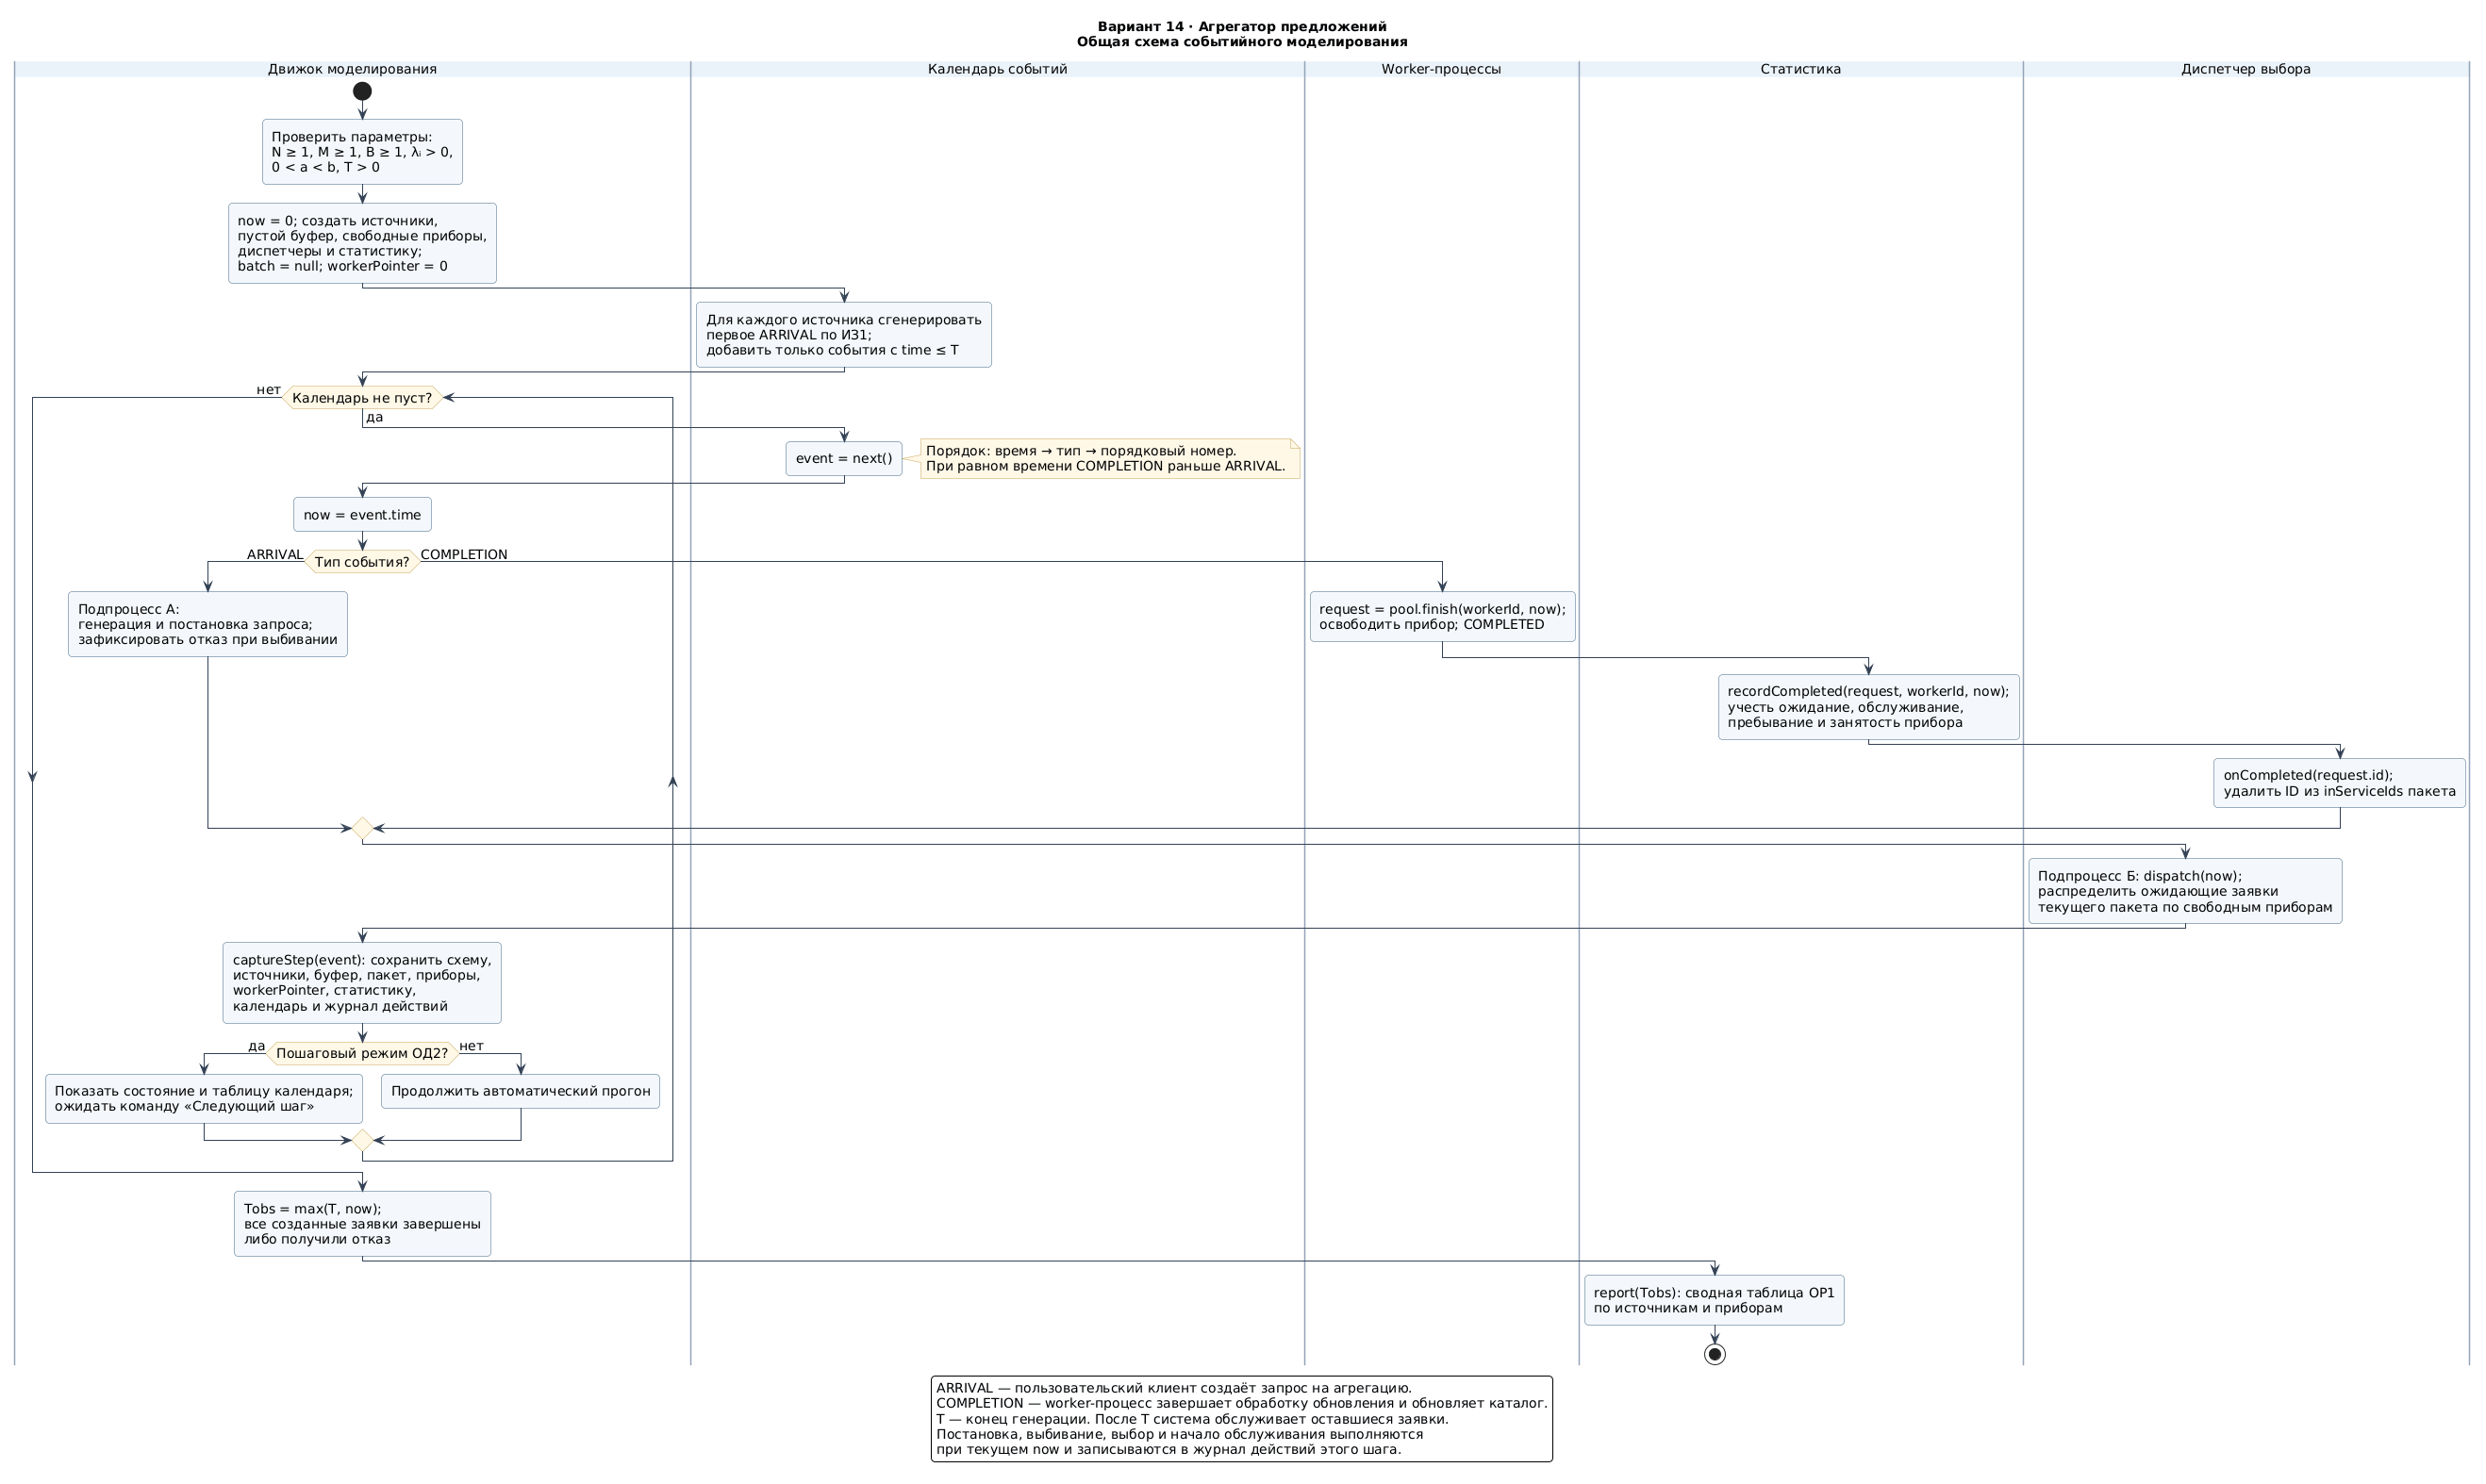 Вариант 14 · Агрегатор предложений
Общая схема событийного моделирования
Движок моделирования
Календарь событий
Worker-процессы
Статистика
Диспетчер выбора
Проверить параметры:
N ≥ 1, M ≥ 1, B ≥ 1, λᵢ > 0,
0 < a < b, T > 0
now = 0; создать источники,
пустой буфер, свободные приборы,
диспетчеры и статистику;
batch = null; workerPointer = 0
Для каждого источника сгенерировать
первое ARRIVAL по ИЗ1;
добавить только события с time ≤ T
нет
Календарь не пуст?
да
event = next()
Порядок: время → тип → порядковый номер.
При равном времени COMPLETION раньше ARRIVAL.
now = event.time
ARRIVAL
Тип события?
COMPLETION
Подпроцесс А:
генерация и постановка запроса;
зафиксировать отказ при выбивании
request = pool.finish(workerId, now);
освободить прибор; COMPLETED
recordCompleted(request, workerId, now);
учесть ожидание, обслуживание,
пребывание и занятость прибора
onCompleted(request.id);
удалить ID из inServiceIds пакета
Подпроцесс Б: dispatch(now);
распределить ожидающие заявки
текущего пакета по свободным приборам
captureStep(event): сохранить схему,
источники, буфер, пакет, приборы,
workerPointer, статистику,
календарь и журнал действий
да
Пошаговый режим ОД2?
нет
Показать состояние и таблицу календаря;
ожидать команду «Следующий шаг»
Продолжить автоматический прогон
Tobs = max(T, now);
все созданные заявки завершены
либо получили отказ
report(Tobs): сводная таблица ОР1
по источникам и приборам
ARRIVAL — пользовательский клиент создаёт запрос на агрегацию.
COMPLETION — worker-процесс завершает обработку обновления и обновляет каталог.
T — конец генерации. После T система обслуживает оставшиеся заявки.
Постановка, выбивание, выбор и начало обслуживания выполняются
при текущем now и записываются в журнал действий этого шага.